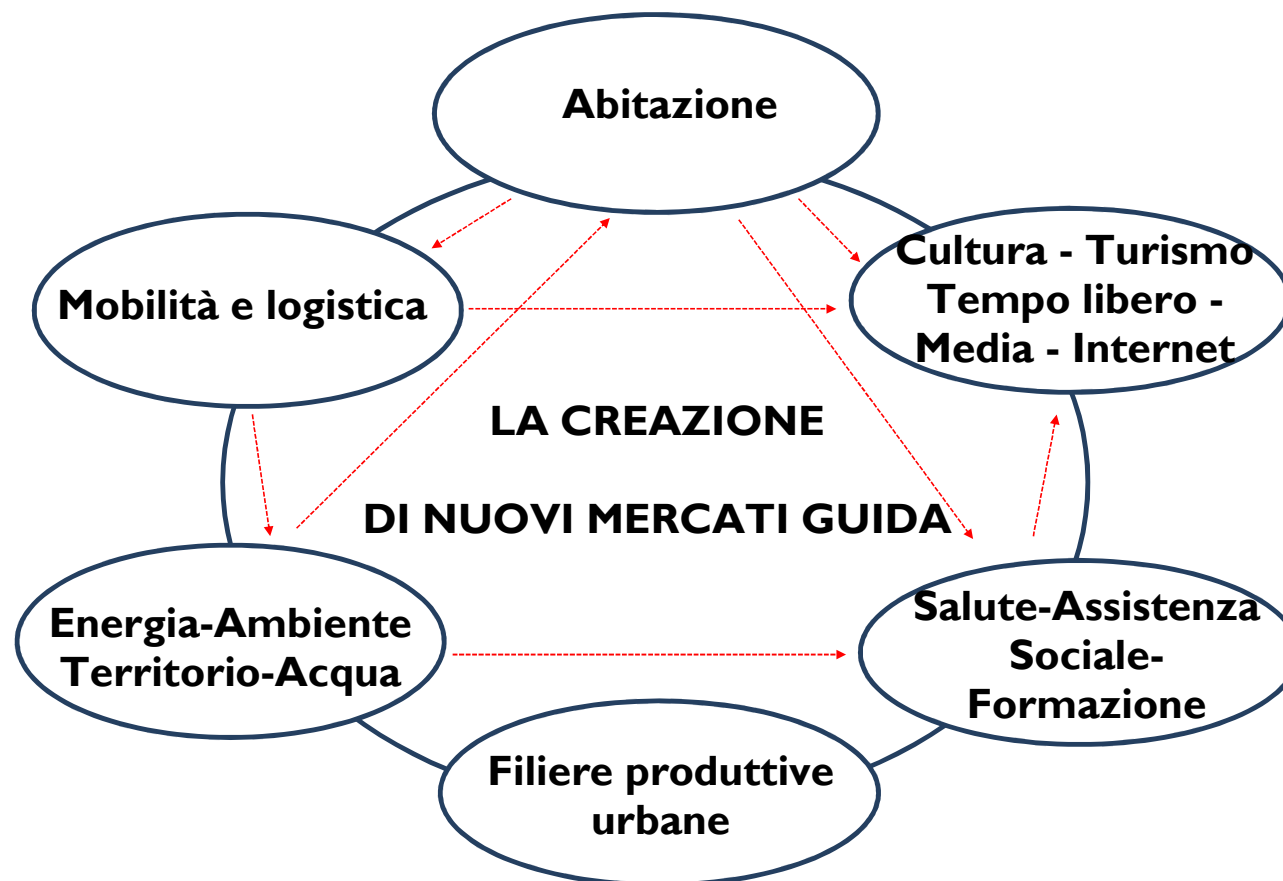 Abitazione
Mobilità e logistica
Cultura - Turismo
Tempo libero -
Media - Internet
LA CREAZIONE
DI NUOVI MERCATI GUIDA
Energia-Ambiente
Territorio-Acqua
Salute-Assistenza
Sociale-
Formazione
Filiere produttive
urbane